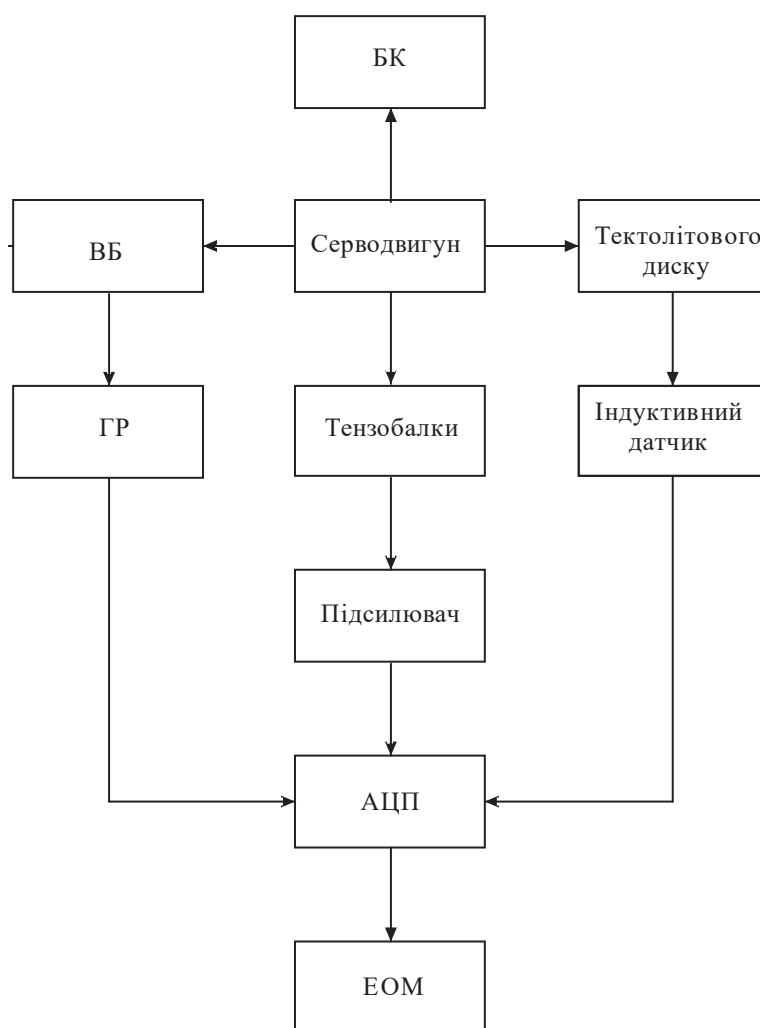 БК
ВБ
Серводвигун
Тектолітового
диску
ГР
Тензобалки
Індуктивний
датчик
Підсилювач
АЦП
ЕОМ